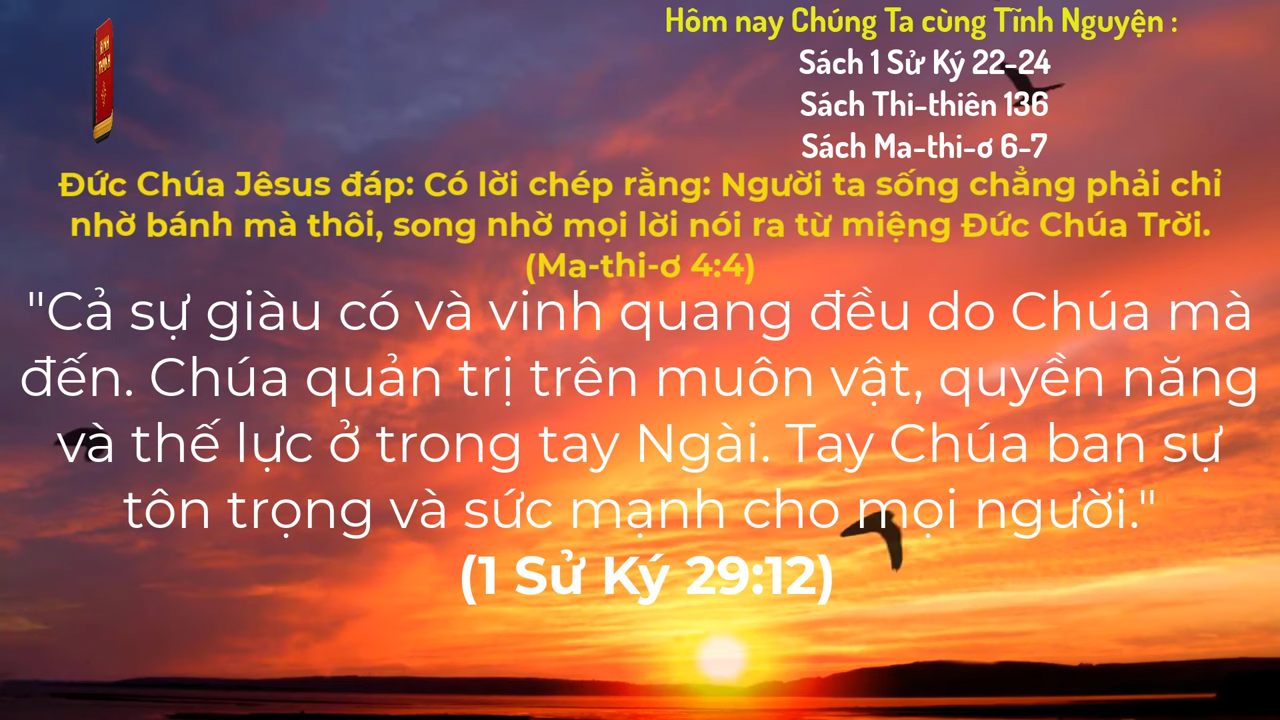 Hôm nay Chúng Ta cùng Tĩnh Nguyện :
Sách 1 Sử Ký 22-24
Sách Thi-thiên 136
Sách Ma-thi-ơ 6-7
Đức Chúa Jêsus đáp: Có lời chép rằng: Người ta sống chẳng phải chỉ
nhờ bánh mà thôi, song nhờ mọi lời nói ra từ miệng Đức Chúa Trời.
(Ma-thi-ơ 4:4)
"Cả sự giàu có và vinh quang đều do Chúa mà
đến. Chúa quản trị trên muôn vật, quyền năng
và thế lực ở trong tay Ngài. Tay Chúa ban sự
tôn trọng và sức mạnh cho mọi người."
(1 Sử Ký 29:12)